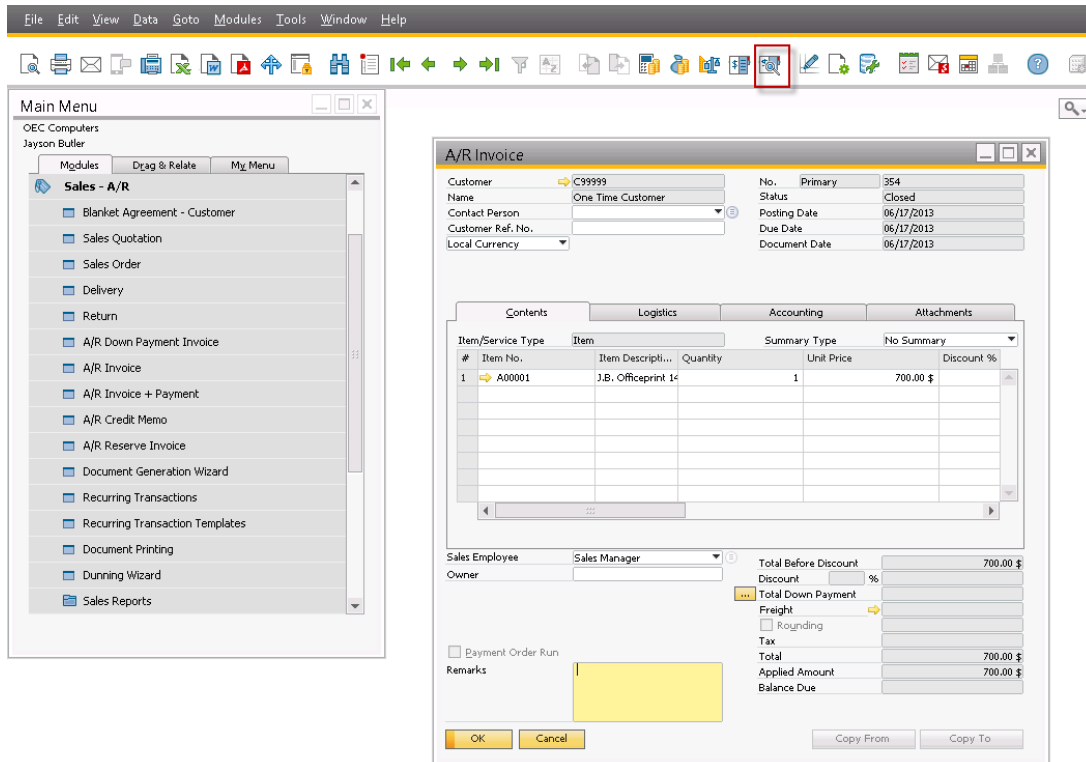 File Edit View Data Goto Modules Tools Window Help
Main Menu
OEC Computers
Jayson Butler
Modules Drag & Relate My Menu
Sales - A/R
Blanket Agreement - Customer
Sales Quotation
Sales Order
Delivery
Return
A/R Down Payment Invoice
A/R Invoice
A/R Invoice + Payment
A/R Credit Memo
A/R Reserve Invoice
Document Generation Wizard
Recurring Transactions
Recurring Transaction Templates
Document Printing
Dunning Wizard
Sales Reports
A/R Invoice
Customer C99999 No. Primary 354
Name One Time Customer Status Closed
Contact Person Posting Date 06/17/2013
Customer Ref. No. Due Date 06/17/2013
Local Currency Document Date 06/17/2013
Contents Logistics Accounting Attachments
Item/Service Type Item Summary Type No Summary
# Item No. Item Descripti... Quantity Unit Price Discount %
1 A00001 J.B. Officeprint 14 1 700.00 $
Sales Employee Sales Manager Total Before Discount 700.00 $
Owner Discount %
... Total Down Payment
Freight
Rounding
Tax
Payment Order Run Total 700.00 $
Remarks Applied Amount 700.00 $
Balance Due
OK Cancel Copy From Copy To